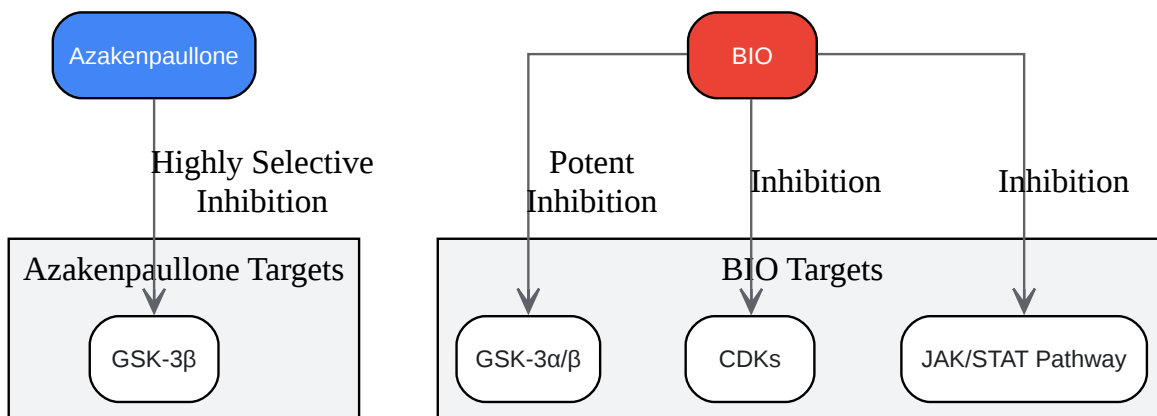 Azakenpaullone
BIO
Highly Selective
Inhibition
Potent
Inhibition
Inhibition
Inhibition
Azakenpaullone Targets
BIO Targets
GSK-3β
GSK-3α/β
CDKs
JAK/STAT Pathway